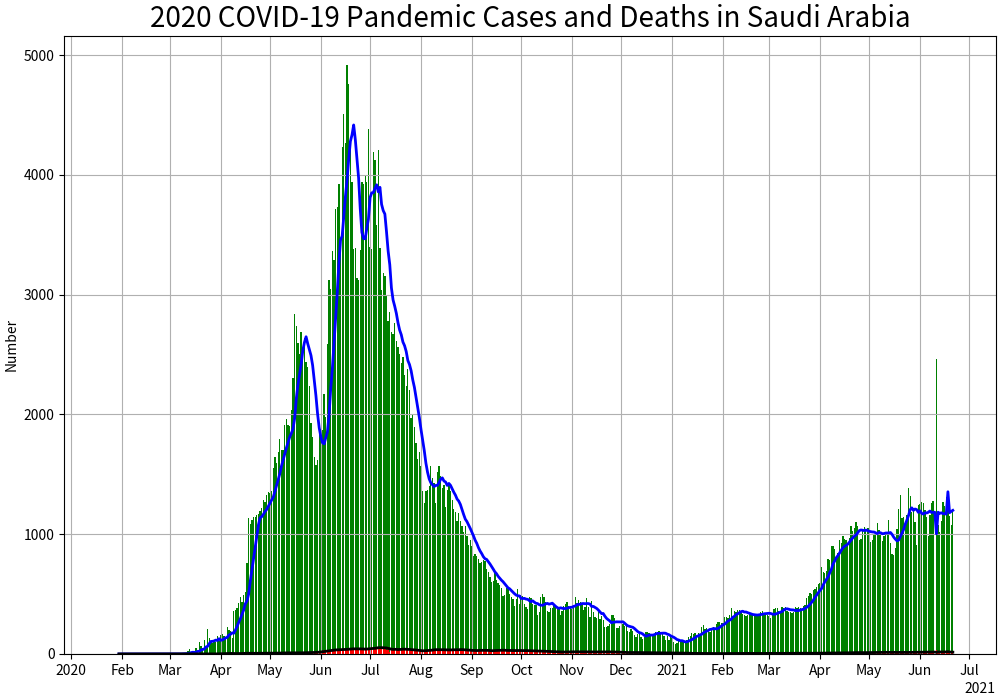 2020 COVID-19 Pandemic Cases and Deaths in Saudi Arabia
5000
4000
3000
2000
1000
0
Number
2020 Feb Mar Apr May Jun Jul Aug Sep Oct Nov Dec 2021 Feb Mar Apr May Jun Jul
2021